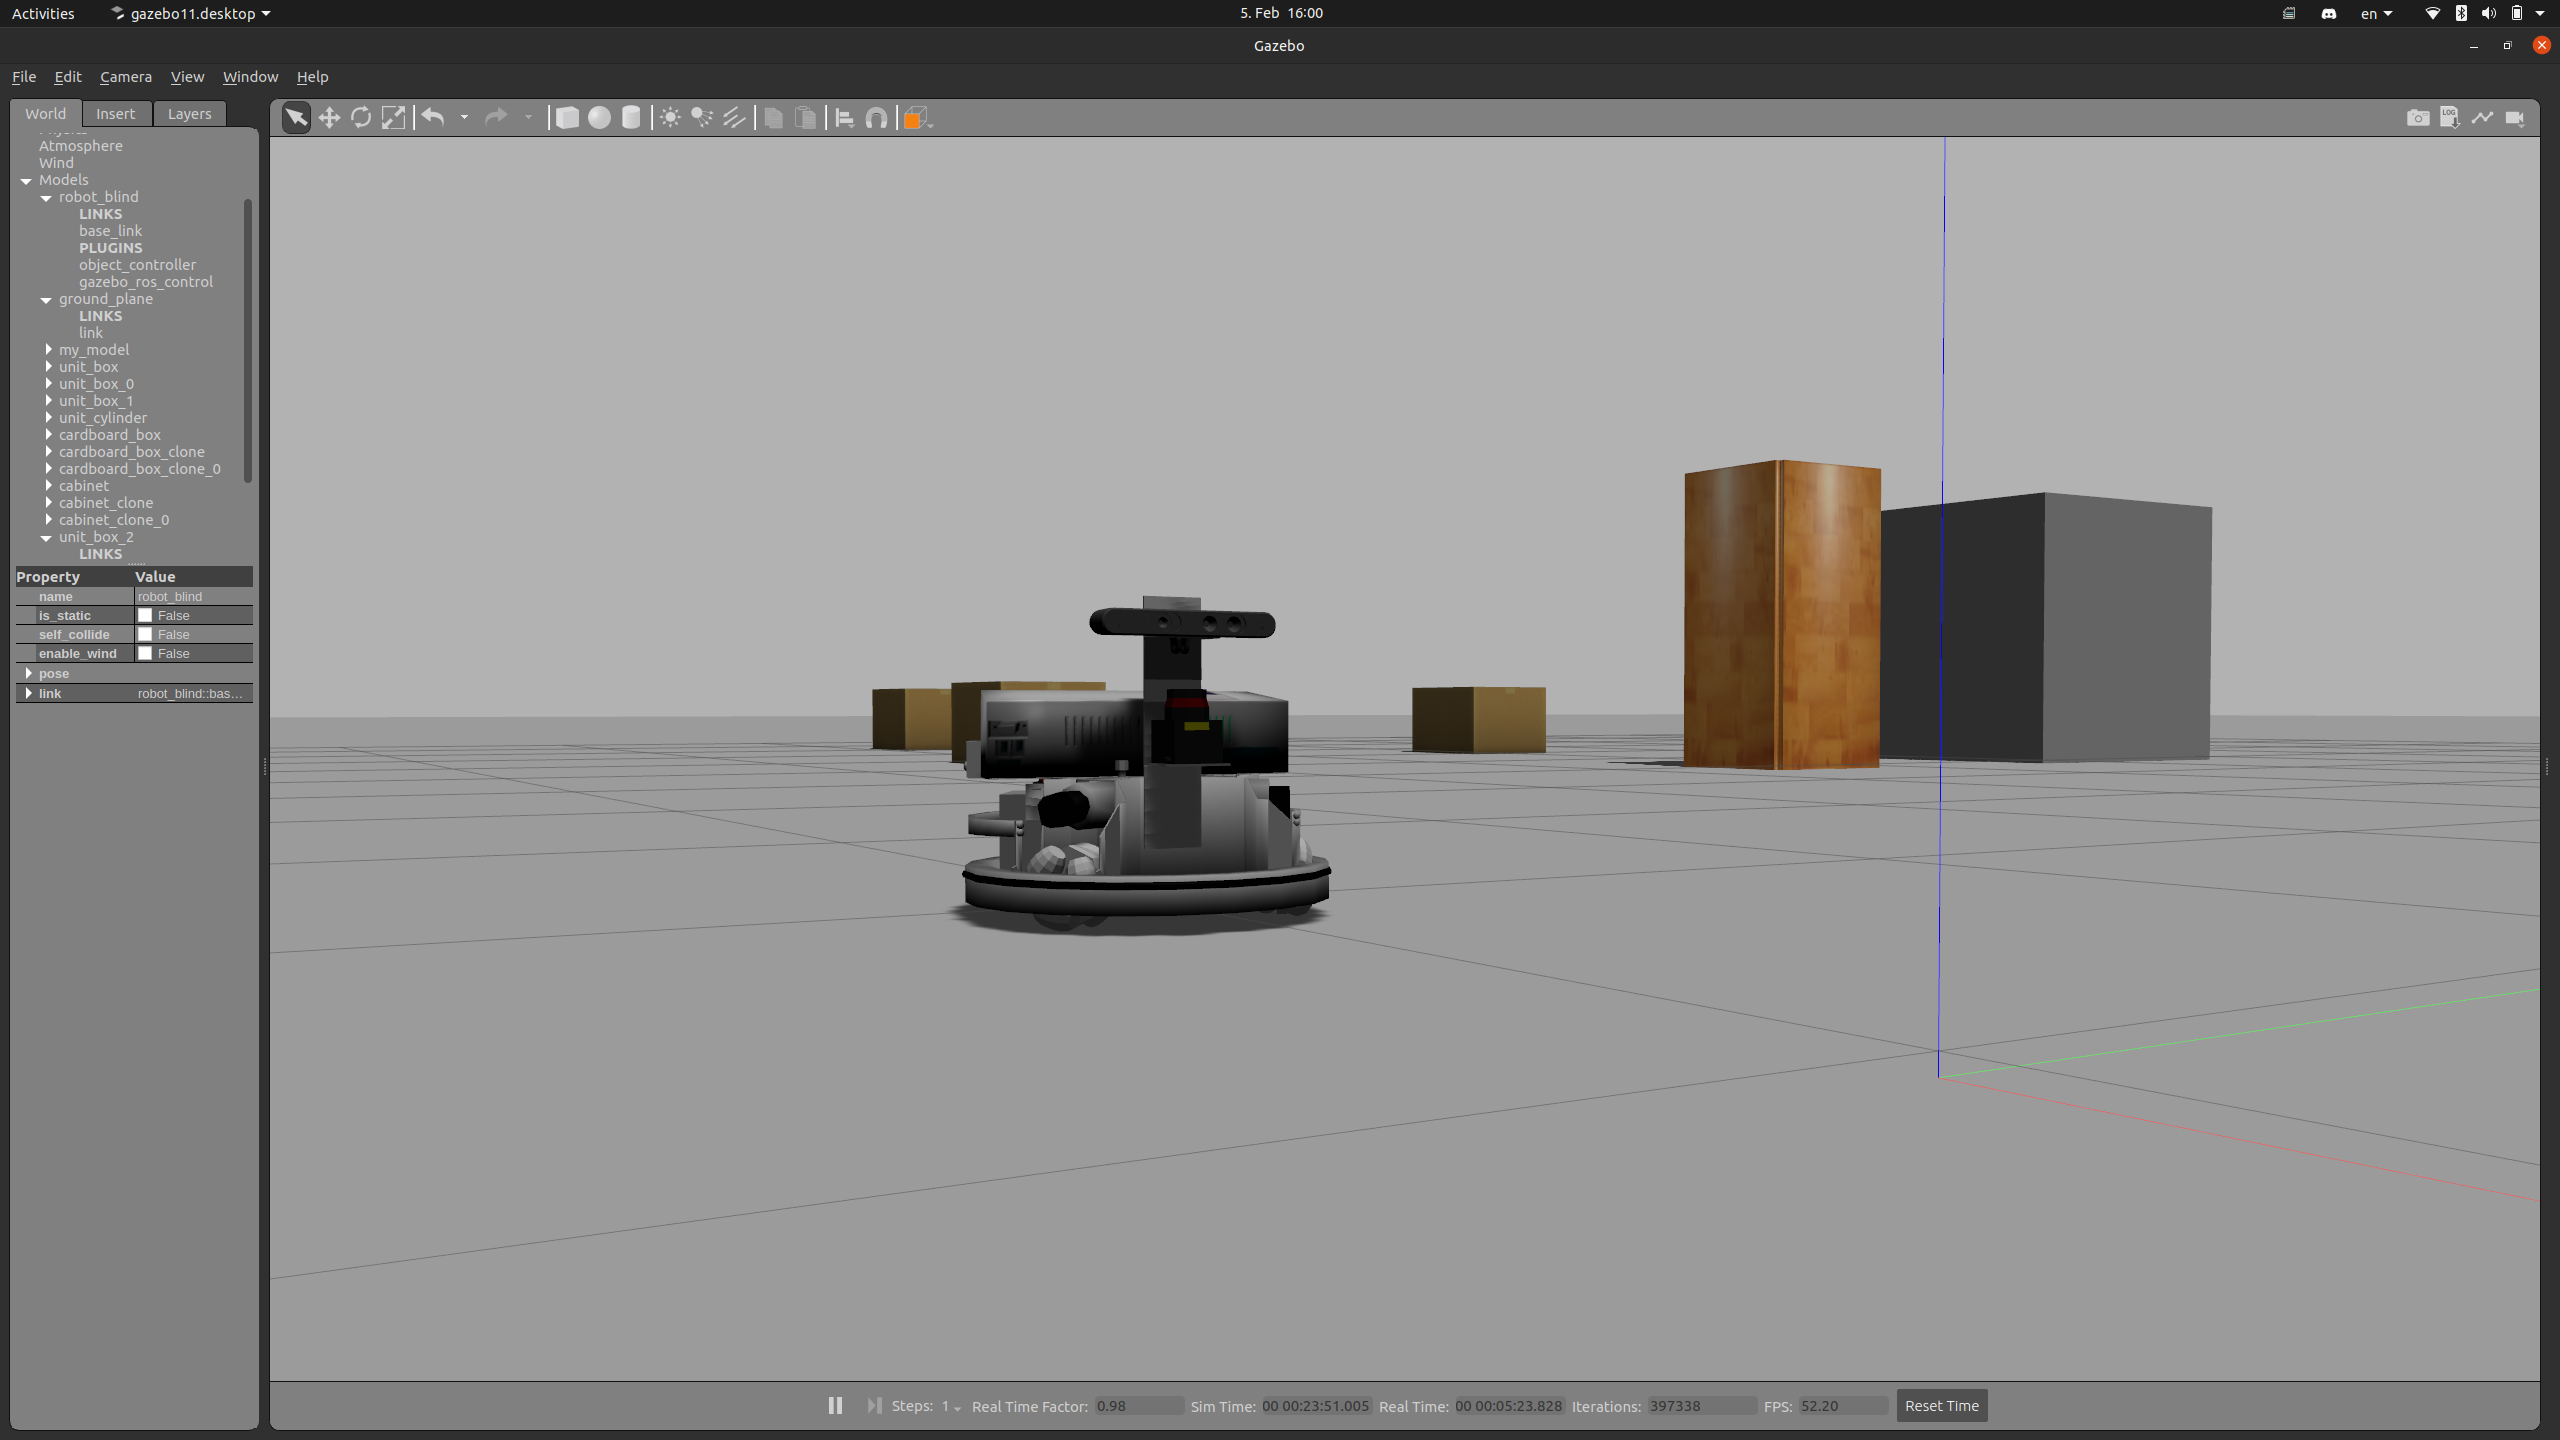 Activities gazebo11.desktop 5. Feb 16:00 en
Gazebo
File Edit Camera View Window Help
World Insert Layers
LOG
Physics
Atmosphere
Wind
Models
robot_blind
LINKS
base_link
PLUGINS
object_controller
gazebo_ros_control
ground_plane
LINKS
link
my_model
unit_box
unit_box_0
unit_box_1
unit_cylinder
cardboard_box
cardboard_box_clone
cardboard_box_clone_0
cabinet
cabinet_clone
cabinet_clone_0
unit_box_2
LINKS
Property Value
name robot_blind
is_static False
self_collide False
enable_wind False
pose
link robot_blind::bas...
Steps: 1 Real Time Factor: 0.98 Sim Time: 00 00:23:51.005 Real Time: 00 00:05:23.828 Iterations: 397338 FPS: 52.20 Reset Time